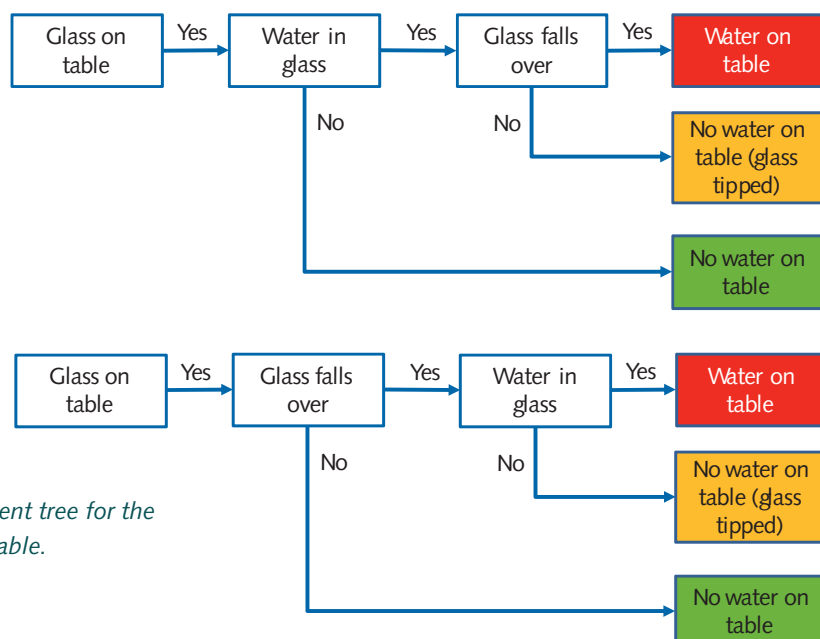 Glass on
table
Yes
Water in
glass
Yes
Glass falls
over
Yes
Water on
table
No
No
No water on
table (glass
tipped)
No water on
table
Glass on
table
Yes
Glass falls
over
Yes
Water in
glass
Yes
Water on
table
No
No
No water on
table (glass
tipped)
ent tree for the
able.
No water on
table